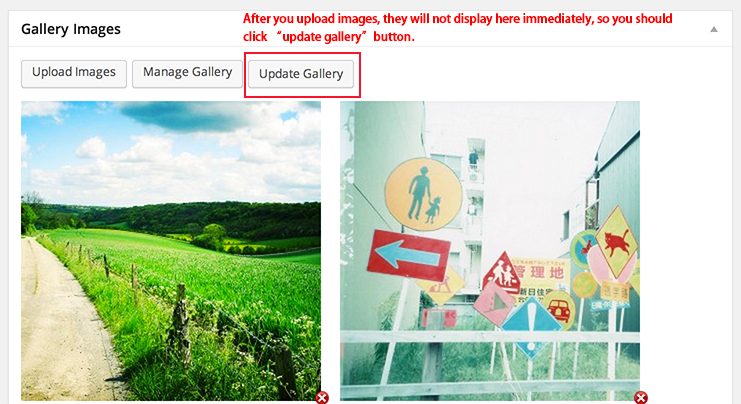 After you upload images, they will not display here immediately, so you should
click “update gallery” button.
Gallery Images
Upload Images
Manage Gallery
Update Gallery
管理地
新日住宅